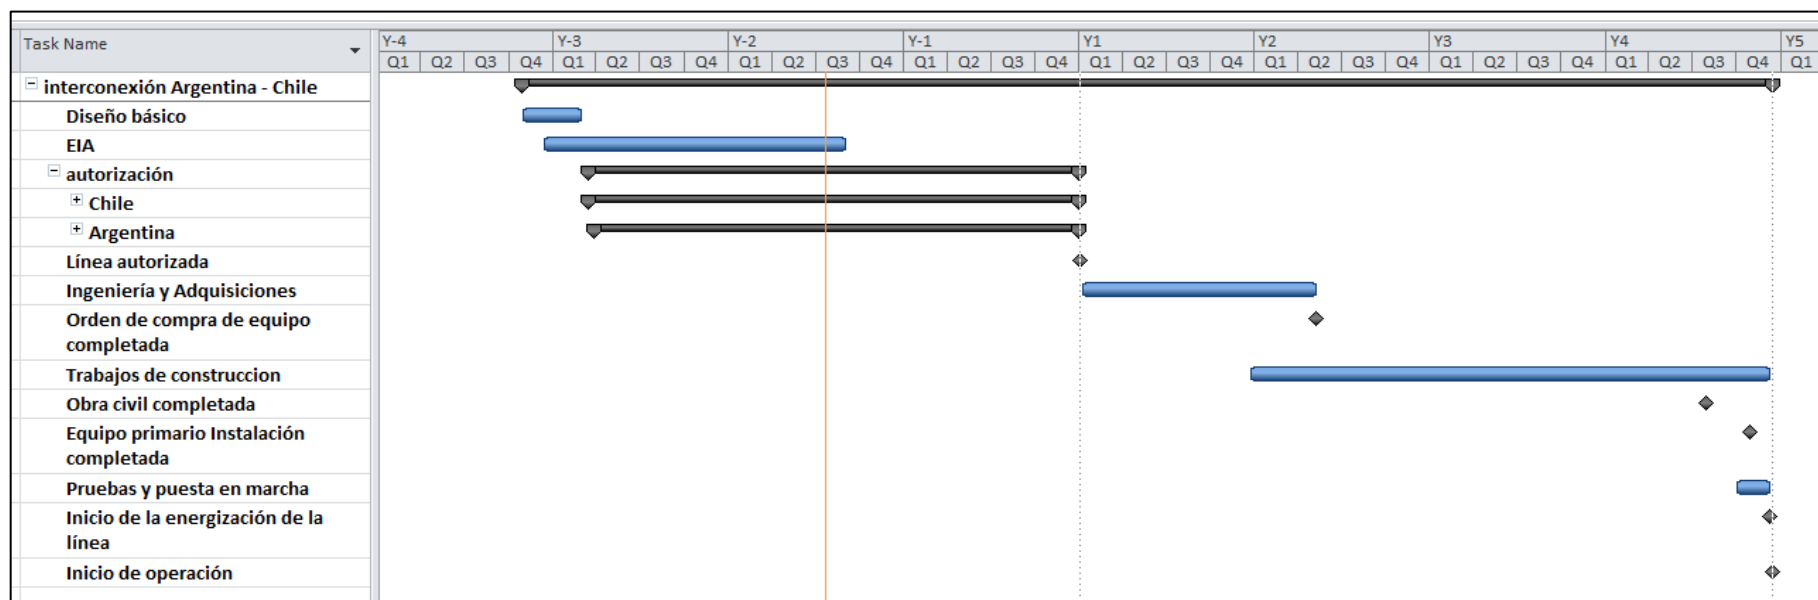 Task Name
Y-4 Y-3 Y-2 Y-1 Y1 Y2 Y3 Y4 Y5
Q1 Q2 Q3 Q4 Q1 Q2 Q3 Q4 Q1 Q2 Q3 Q4 Q1 Q2 Q3 Q4 Q1 Q2 Q3 Q4 Q1 Q2 Q3 Q4 Q1 Q2 Q3 Q4 Q1 Q2 Q3 Q4 Q1
interconexión Argentina - Chile
Diseño básico
EIA
autorización
Chile
Argentina
Línea autorizada
Ingeniería y Adquisiciones
Orden de compra de equipo
completada
Trabajos de construccion
Obra civil completada
Equipo primario Instalación
completada
Pruebas y puesta en marcha
Inicio de la energización de la
línea
Inicio de operación